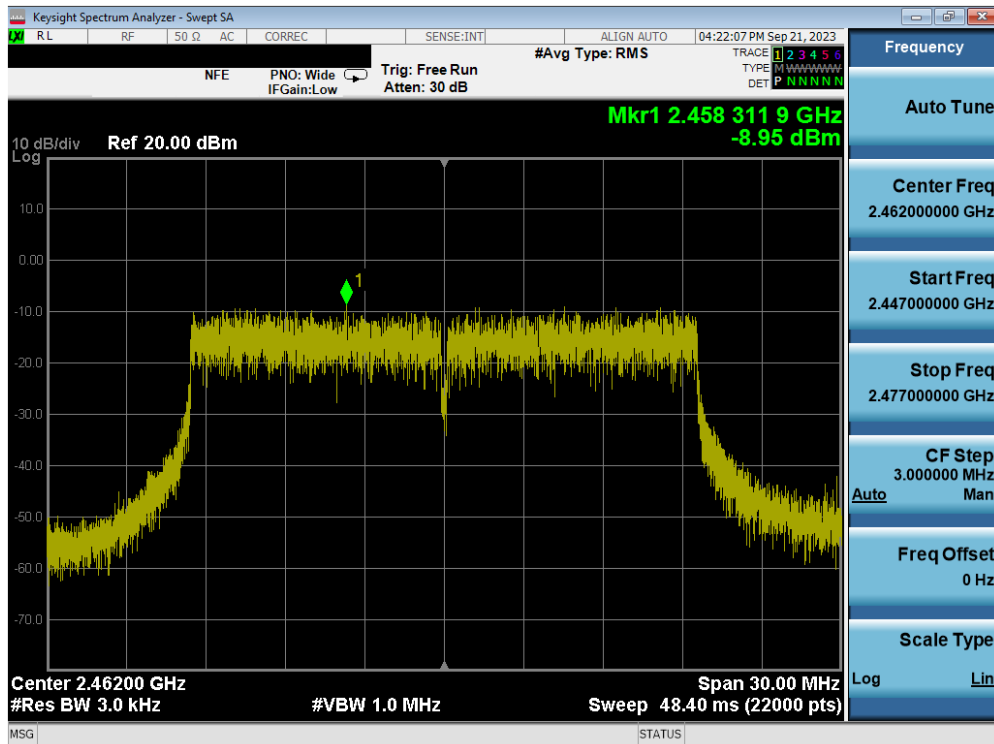 Keysight Spectrum Analyzer - Swept SA
LXI RL RF 50 Ω AC CORREC SENSE:INT ALIGN AUTO 04:22:07 PM Sep 21, 2023
NFE PNO: Wide Trig: Free Run #Avg Type: RMS TRACE 1 2 3 4 5 6
IFGain:Low Atten: 30 dB TYPE M W W W W W
DET P N N N N N
Mkr1 2.458 311 9 GHz
-8.95 dBm
10 dB/div Ref 20.00 dBm
Log
10.0
0.00
1
-10.0
-20.0
-30.0
-40.0
-50.0
-60.0
-70.0
Center 2.46200 GHz Span 30.00 MHz
#Res BW 3.0 kHz #VBW 1.0 MHz Sweep 48.40 ms (22000 pts)
MSG STATUS
Frequency
Auto Tune
Center Freq
2.462000000 GHz
Start Freq
2.447000000 GHz
Stop Freq
2.477000000 GHz
CF Step
3.000000 MHz
Auto Man
Freq Offset
0 Hz
Scale Type
Log Lin